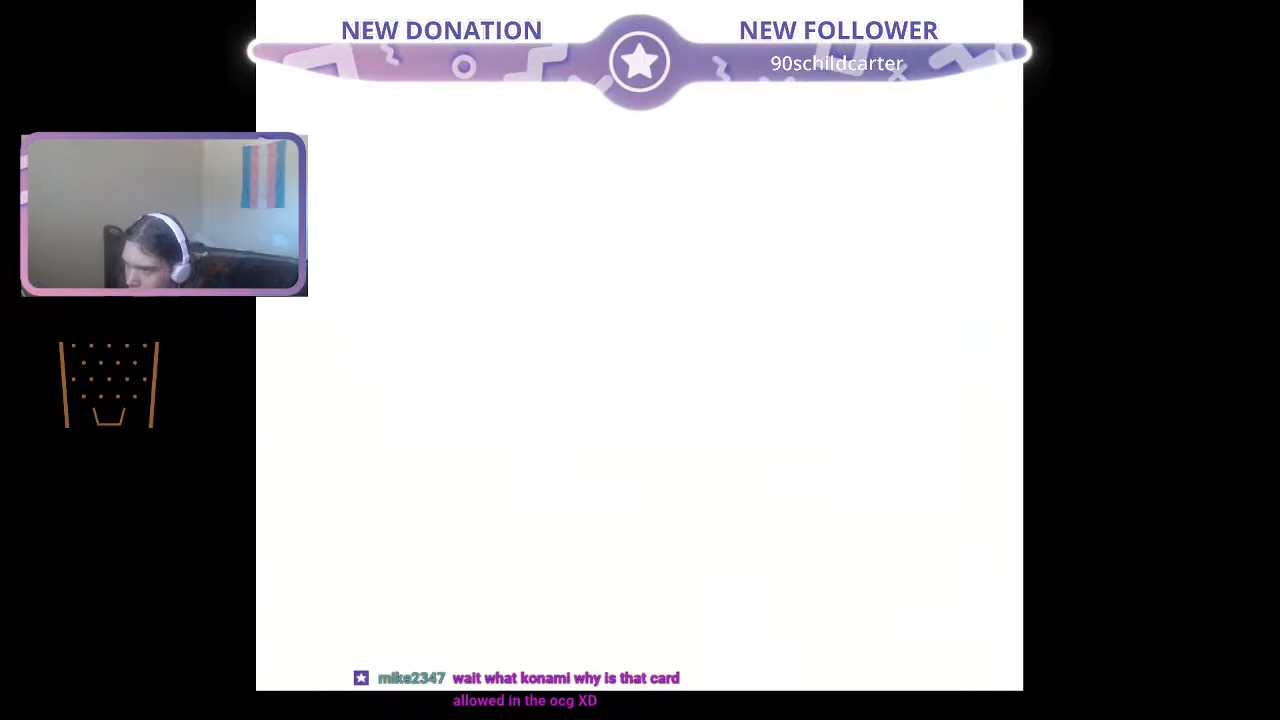 NEW DONATION
NEW FOLLOWER
90schildcarter
mike2347 wait what konami why is that card
allowed in the ocg XD